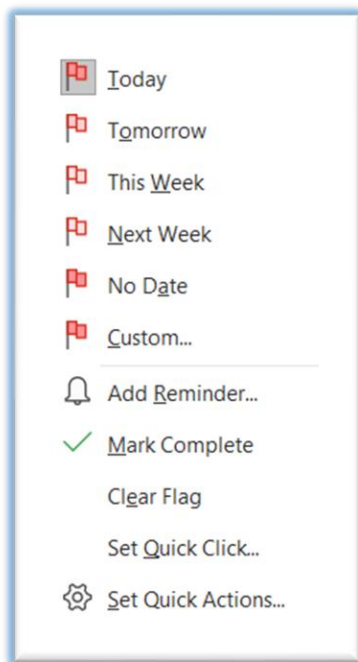 Today
Tomorrow
This Week
Next Week
No Date
Custom...
Add Reminder...
Mark Complete
Clear Flag
Set Quick Click...
Set Quick Actions...